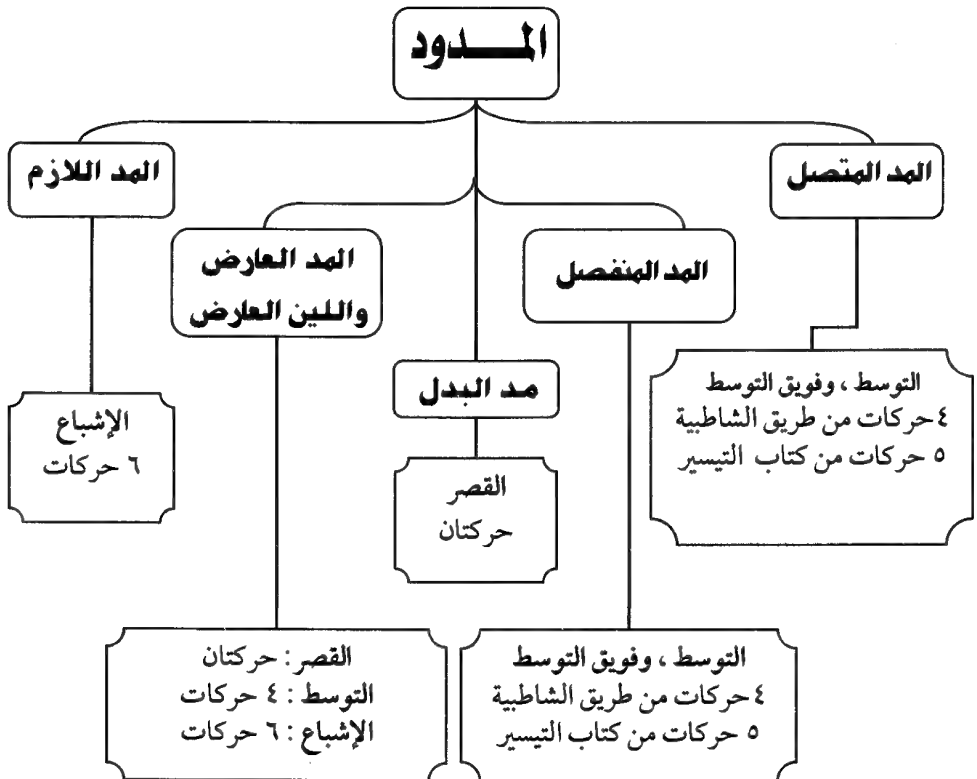 المــــدود
المد المتصل
التوسط ، وفويق التوسط
٤ حركات من طريق الشاطبية
٥ حركات من كتاب التيسير
المد المنفصل
التوسط ، وفويق التوسط
٤ حركات من طريق الشاطبية
٥ حركات من كتاب التيسير
مد البدل
القصر
حركتان
المد العارض
واللين العارض
القصر : حركتان
التوسط : ٤ حركات
الإشباع : ٦ حركات
المد اللازم
الإشباع
٦ حركات